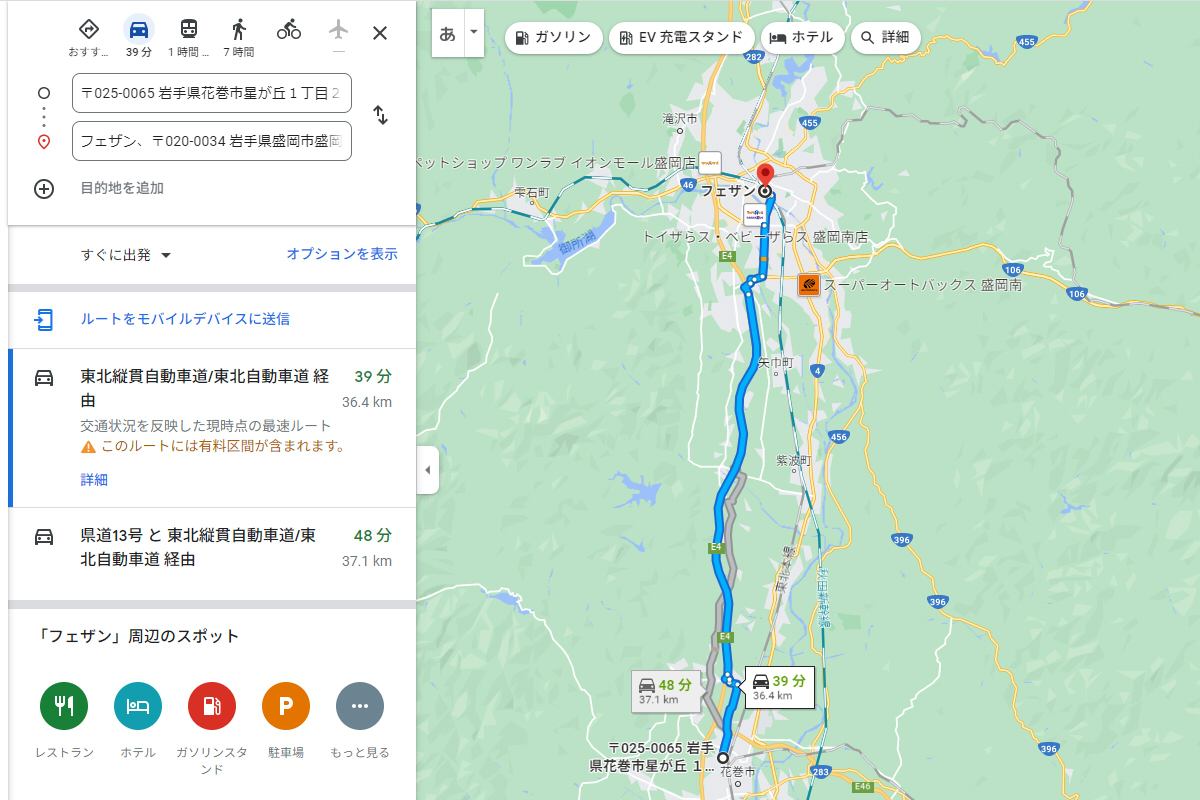 おすす...
39 分
1 時間 ...
7 時間
—
〒025-0065 岩手県花巻市星が丘１丁目２
フェザン、〒020-0034 岩手県盛岡市盛岡
目的地を追加
すぐに出発
オプションを表示
ルートをモバイルデバイスに送信
東北縦貫自動車道/東北自動車道 経由
39 分
36.4 km
交通状況を反映した現時点の最速ルート
このルートには有料区間が含まれます。
詳細
県道13号 と 東北縦貫自動車道/東北自動車道 経由
48 分
37.1 km
「フェザン」周辺のスポット
P
レストラン
ホテル
ガソリンスタンド
駐車場
もっと見る
あ
ガソリン
EV 充電スタンド
ホテル
詳細
455
282
滝沢市
455
ペットショップ ワンラブ イオンモール盛岡店
46
雫石町
フェザン
御所湖
トイザらス・ベビーザらス 盛岡南店
E4
106
スーパーオートバックス 盛岡南
106
矢巾町
4
456
紫波町
396
E4
東北本線
396
E4
48 分
37.1 km
39 分
36.4 km
〒025-0065 岩手
県花巻市星が丘 １...
396
花巻市
283
E46